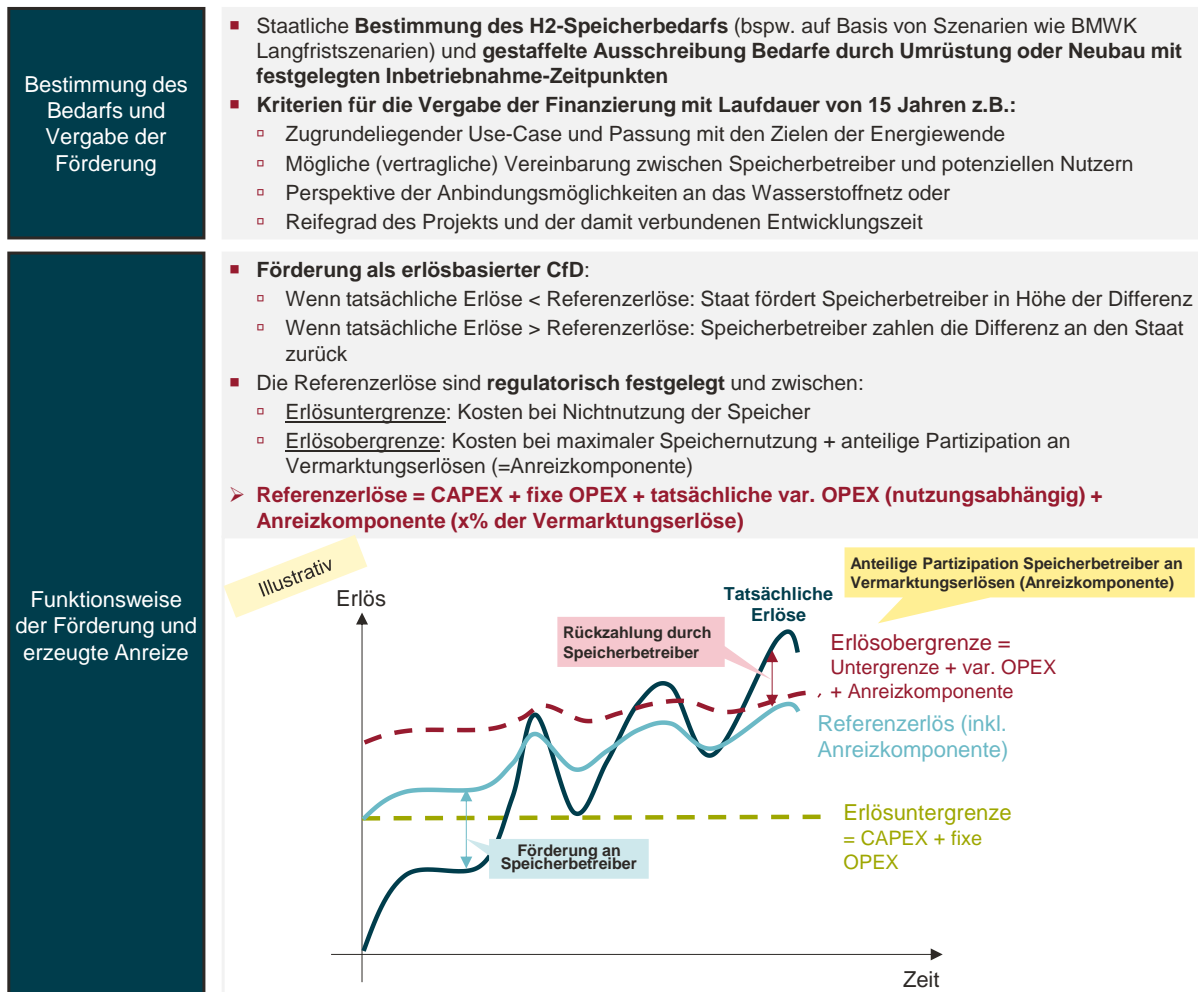 Bestimmung des
Bedarfs und
Vergabe der
Förderung
Staatliche Bestimmung des H2-Speicherbedarfs (bspw. auf Basis von Szenarien wie BMWK
Langfristszenarien) und gestaffelte Ausschreibung Bedarfe durch Umrüstung oder Neubau mit
festgelegten Inbetriebnahme-Zeitpunkten
Kriterien für die Vergabe der Finanzierung mit Laufdauer von 15 Jahren z.B.:
Zugrundeliegender Use-Case und Passung mit den Zielen der Energiewende
Mögliche (vertragliche) Vereinbarung zwischen Speicherbetreiber und potenziellen Nutzern
Perspektive der Anbindungsmöglichkeiten an das Wasserstoffnetz oder
Reifegrad des Projekts und der damit verbundenen Entwicklungszeit
Funktionsweise
der Förderung und
erzeugte Anreize
Förderung als erlösbasierter CfD:
Wenn tatsächliche Erlöse < Referenzerlöse: Staat fördert Speicherbetreiber in Höhe der Differenz
Wenn tatsächliche Erlöse > Referenzerlöse: Speicherbetreiber zahlen die Differenz an den Staat
zurück
Die Referenzerlöse sind regulatorisch festgelegt und zwischen:
Erlösuntergrenze: Kosten bei Nichtnutzung der Speicher
Erlösobergrenze: Kosten bei maximaler Speichernutzung + anteilige Partizipation an
Vermarktungserlösen (=Anreizkomponente)
Referenzerlöse = CAPEX + fixe OPEX + tatsächliche var. OPEX (nutzungsabhängig) +
Anreizkomponente (x% der Vermarktungserlöse)
Illustrativ
Erlös
Tatsächliche
Erlöse
Anteilige Partizipation Speicherbetreiber an
Vermarktungserlösen (Anreizkomponente)
Rückzahlung durch
Speicherbetreiber
Erlösobergrenze =
Untergrenze + var. OPEX
+ Anreizkomponente
Referenzerlös (inkl.
Anreizkomponente)
Erlösuntergrenze
= CAPEX + fixe
OPEX
Förderung an
Speicherbetreiber
Zeit